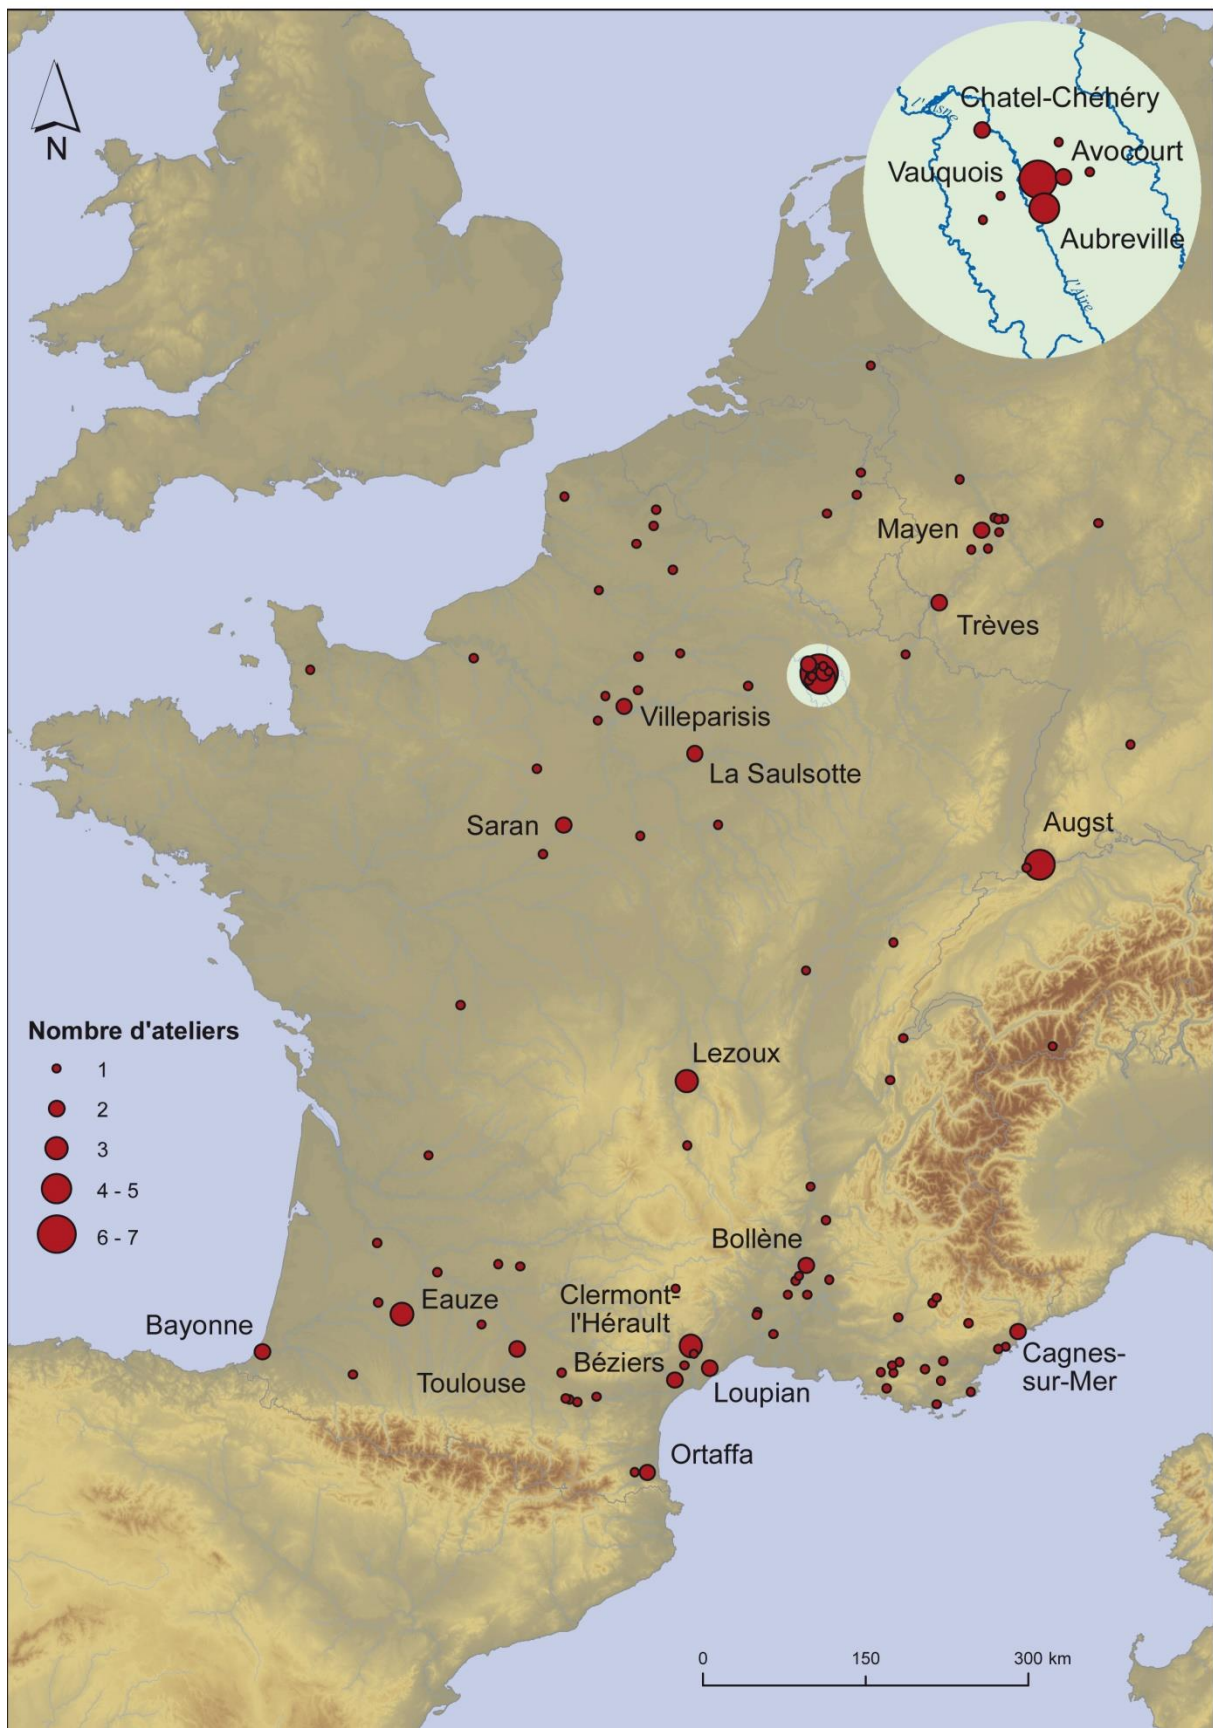 N
Chatel-Chéhéry
l'Aisne
Avocourt
Vauquois
Aubreville
l'Aire
Mayen
Trèves
Villeparisis
La Saulsotte
Saran
Augst
Nombre d'ateliers
1
2
3
4 - 5
6 - 7
Lezoux
Bollène
Clermont-
l'Hérault
Eauze
Bayonne
Béziers
Toulouse
Loupian
Cagnes-
sur-Mer
Ortaffa
0 150 300 km